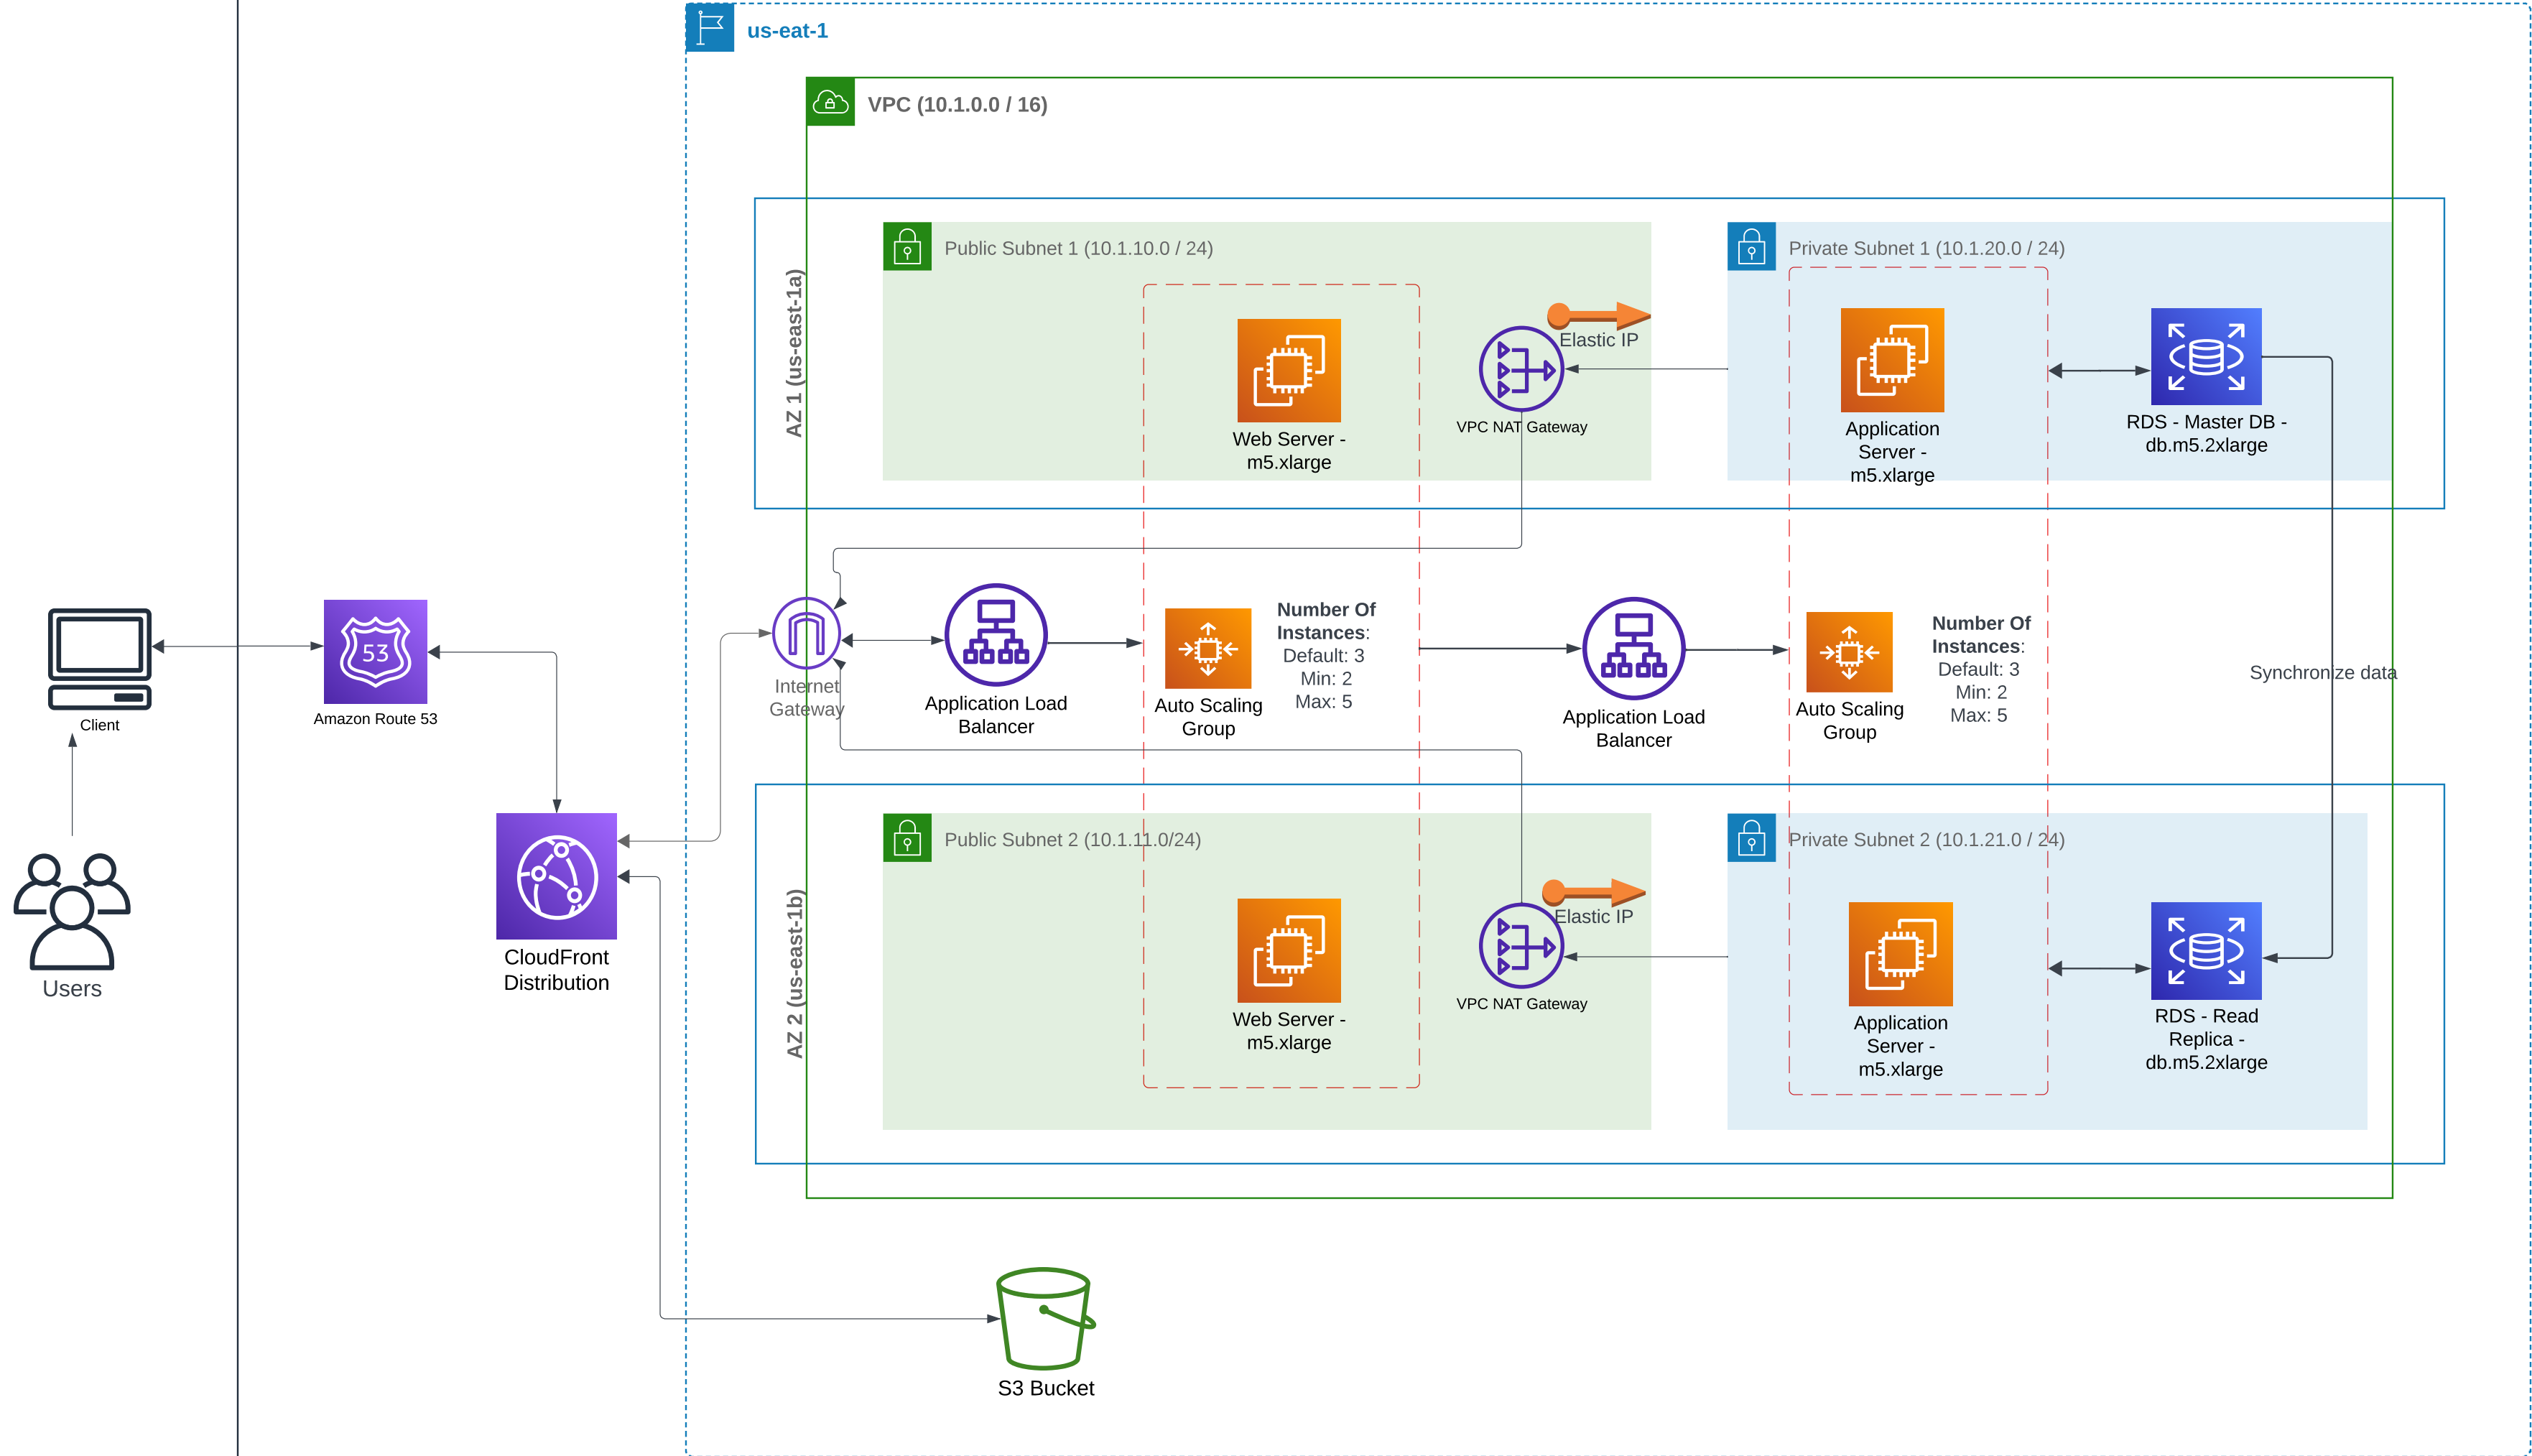 us-eat-1
VPC (10.1.0.0 / 16)
AZ 1 (us-east-1a)
Public Subnet 1 (10.1.10.0 / 24)
Private Subnet 1 (10.1.20.0 / 24)
Elastic IP
Web Server -
m5.xlarge
VPC NAT Gateway
Application
Server -
m5.xlarge
RDS - Master DB -
db.m5.2xlarge
Client
53
Amazon Route 53
Internet
Gateway
Application Load
Balancer
Auto Scaling
Group
Number Of
Instances:
Default: 3
Min: 2
Max: 5
Application Load
Balancer
Auto Scaling
Group
Number Of
Instances:
Default: 3
Min: 2
Max: 5
Synchronize data
Users
CloudFront
Distribution
AZ 2 (us-east-1b)
Public Subnet 2 (10.1.11.0/24)
Private Subnet 2 (10.1.21.0 / 24)
Elastic IP
Web Server -
m5.xlarge
VPC NAT Gateway
Application
Server -
m5.xlarge
RDS - Read
Replica -
db.m5.2xlarge
S3 Bucket